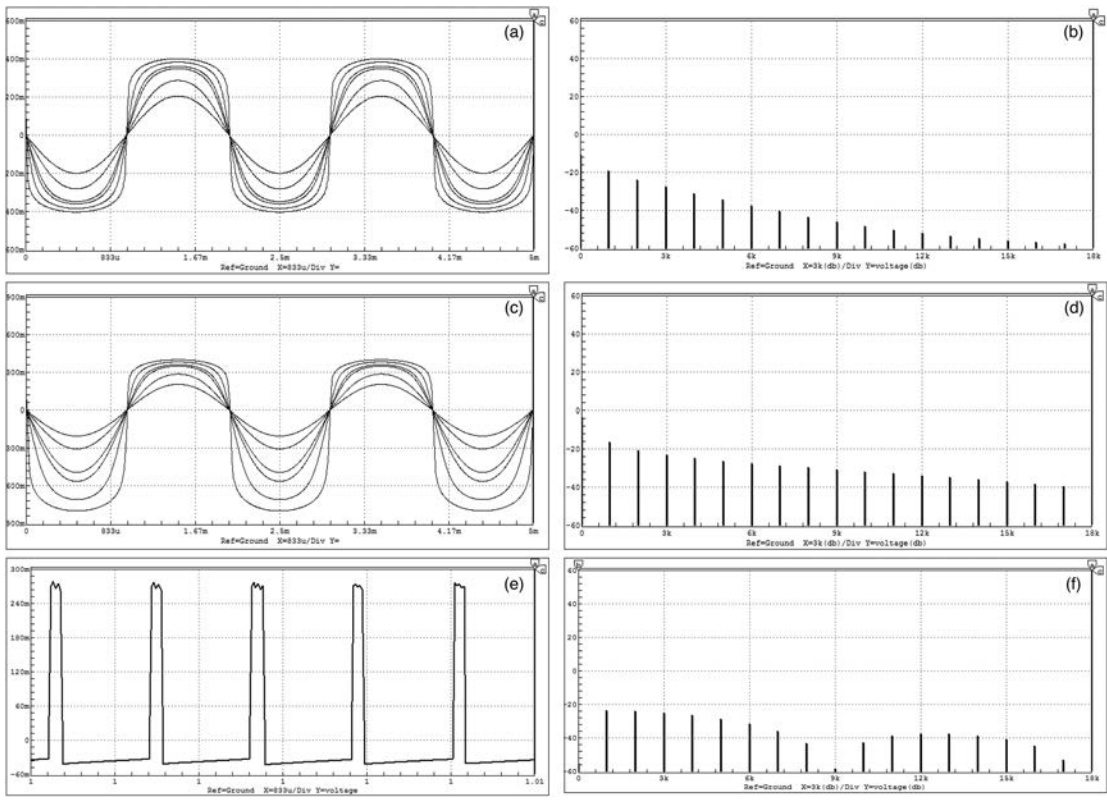 (a)
600m
400m
200m
0
200m
400m
600m
0 833u 1.67m 2.5m 3.33m 4.17m 5m
Ref=Ground X=833u/Div Y=
(b)
60
40
20
0
-20
-40
-60
0 3k 6k 9k 12k 15k 18k
Ref=Ground X=3k(db)/Div Y=voltage(db)
(c)
900m
600m
300m
0
300m
600m
900m
0 833u 1.67m 2.5m 3.33m 4.17m 5m
Ref=Ground X=833u/Div Y=
(d)
60
40
20
0
-20
-40
-60
0 3k 6k 9k 12k 15k 18k
Ref=Ground X=3k(db)/Div Y=voltage(db)
(e)
300m
240m
180m
120m
60m
0
-60m
1 1 1 1 1 1 1.01
Ref=Ground X=833u/Div Y=voltage
(f)
60
40
20
0
-20
-40
-60
0 3k 6k 9k 12k 15k 18k
Ref=Ground X=3k(db)/Div Y=voltage(db)